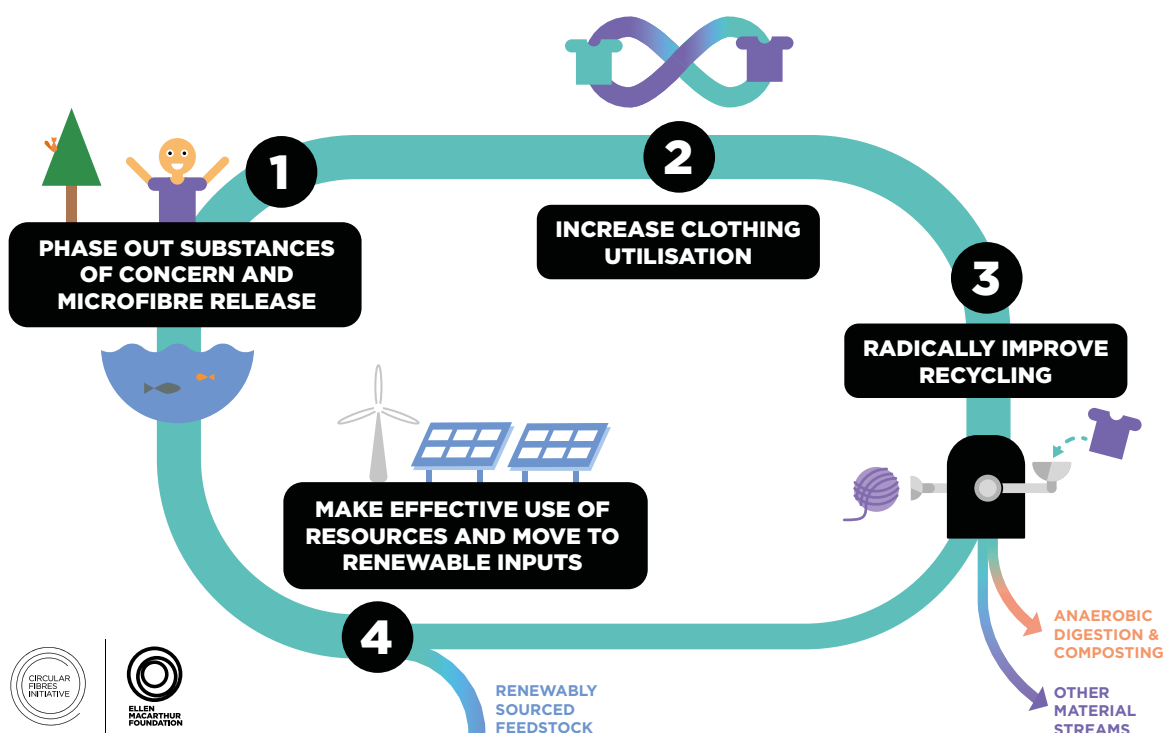 1
PHASE OUT SUBSTANCES
OF CONCERN AND
MICROFIBRE RELEASE
2
INCREASE CLOTHING
UTILISATION
3
RADICALLY IMPROVE
RECYCLING
MAKE EFFECTIVE USE OF
RESOURCES AND MOVE TO
RENEWABLE INPUTS
4
ANAEROBIC
DIGESTION &
COMPOSTING
OTHER
MATERIAL
STREAMS
RENEWABLY
SOURCED
FEEDSTOCK
CIRCULAR
FIBRES
INITIATIVE
ELLEN
MACARTHUR
FOUNDATION